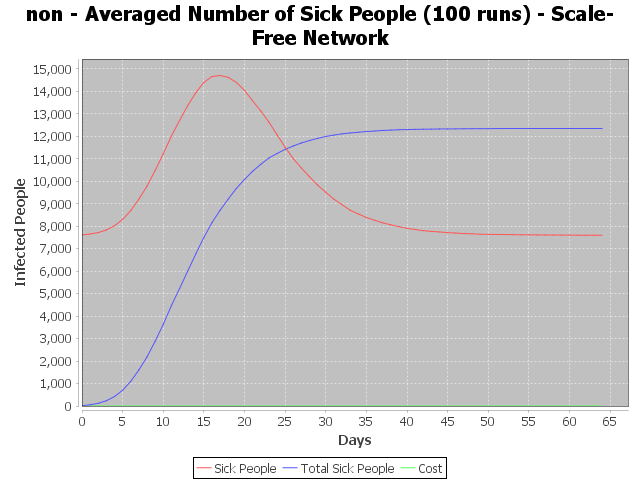 non - Averaged Number of Sick People (100 runs) - Scale-
Free Network
15,000
14,000
13,000
12,000
11,000
10,000
9,000
8,000
7,000
6,000
5,000
4,000
3,000
2,000
1,000
0
Infected People
0 5 10 15 20 25 30 35 40 45 50 55 60 65
Days
Sick People Total Sick People Cost